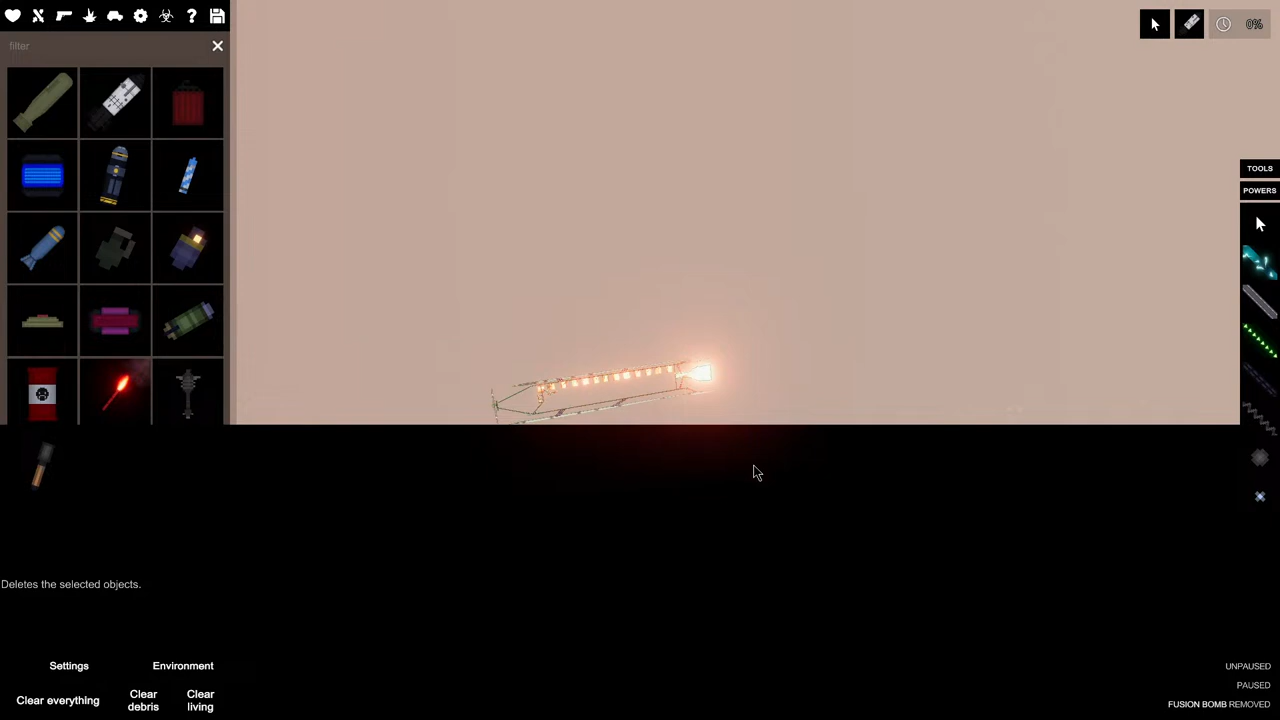 filter
0%
TOOLS
POWERS
Deletes the selected objects.
Settings
Environment
Clear everything
Clear
debris
Clear
living
UNPAUSED
PAUSED
FUSION BOMB REMOVED